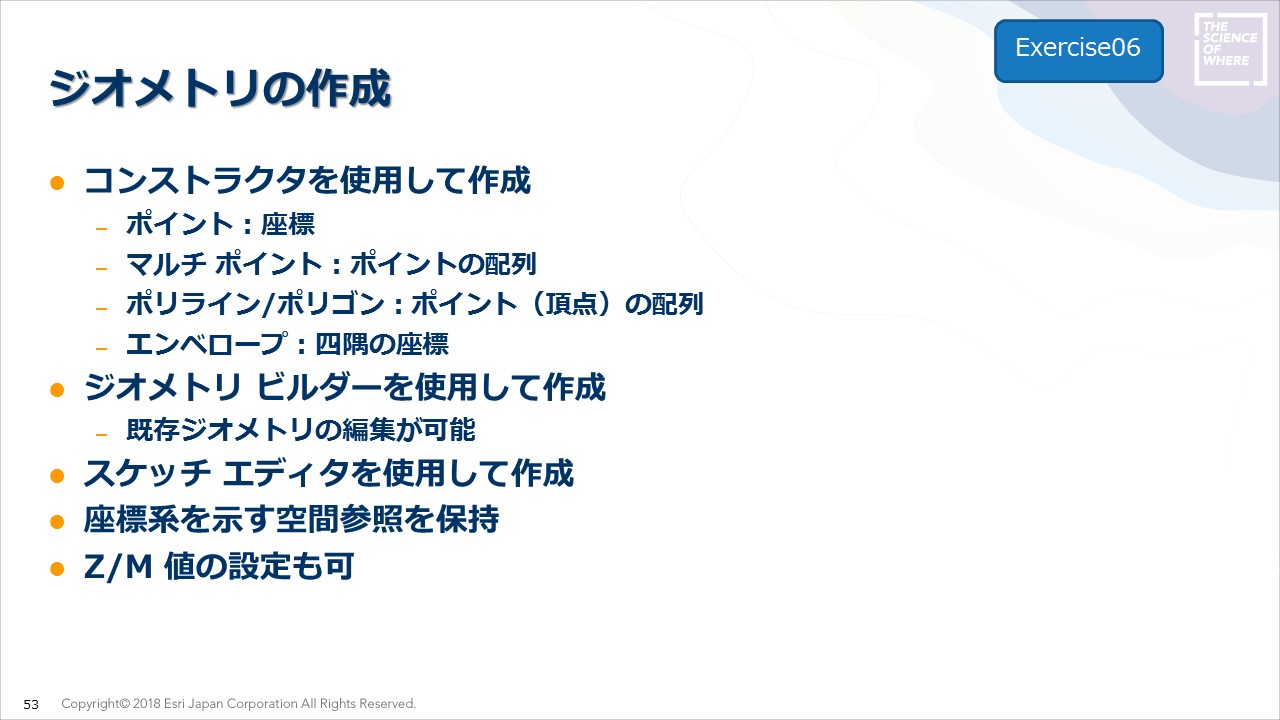 Exercise06
THE
SCIENCE
OF
WHERE
ジオメトリの作成
● コンストラクタを使用して作成
– ポイント：座標
– マルチ ポイント：ポイントの配列
– ポリライン/ポリゴン：ポイント（頂点）の配列
– エンベロープ：四隅の座標
● ジオメトリ ビルダーを使用して作成
– 既存ジオメトリの編集が可能
● スケッチ エディタを使用して作成
● 座標系を示す空間参照を保持
● Z/M 値の設定も可
53 Copyright© 2018 Esri Japan Corporation All Rights Reserved.